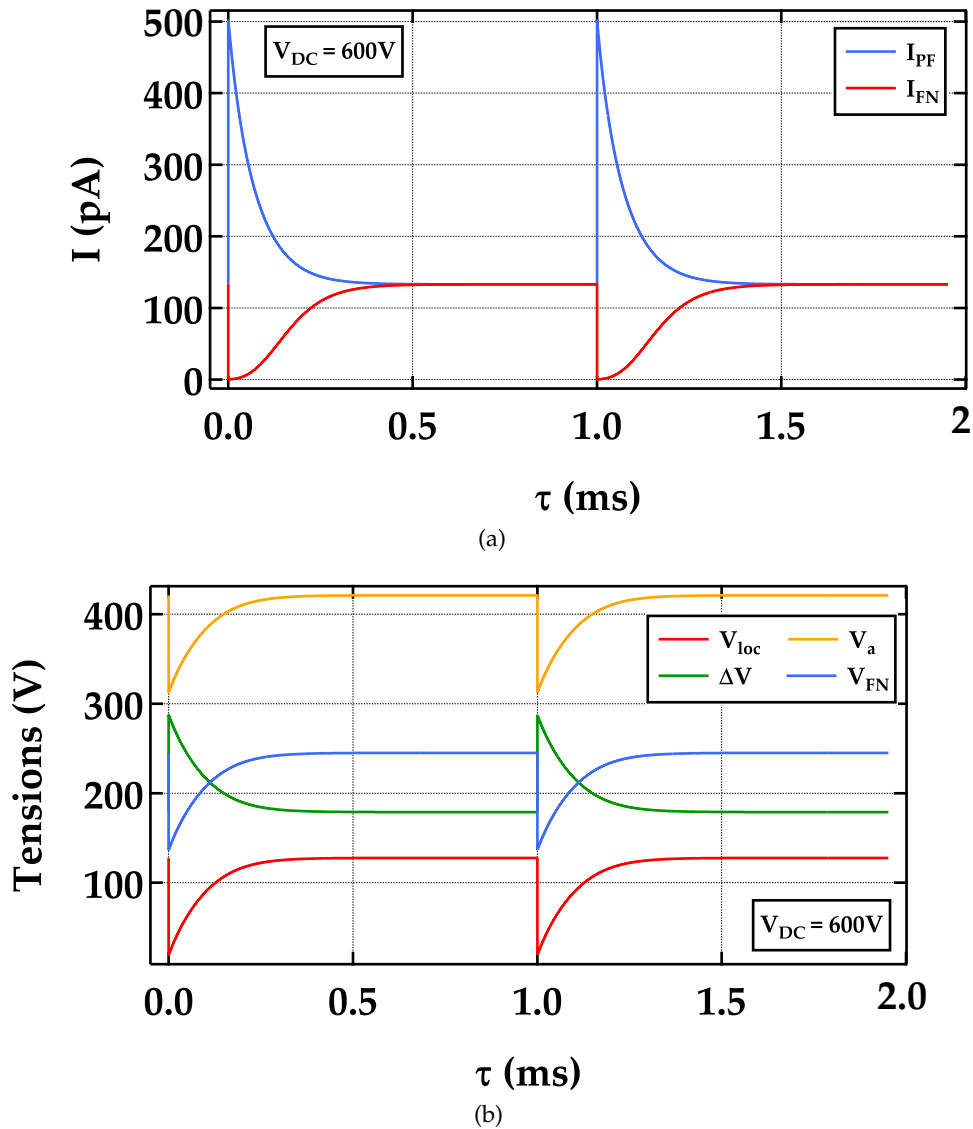 500
400
300
200
100
0
I (pA)
V_DC = 600V
I_PF
I_FN
0.0 0.5 1.0 1.5 2
τ (ms)
(a)
400
300
200
100
Tensions (V)
V_loc V_a
ΔV V_FN
V_DC = 600V
0.0 0.5 1.0 1.5 2.0
τ (ms)
(b)